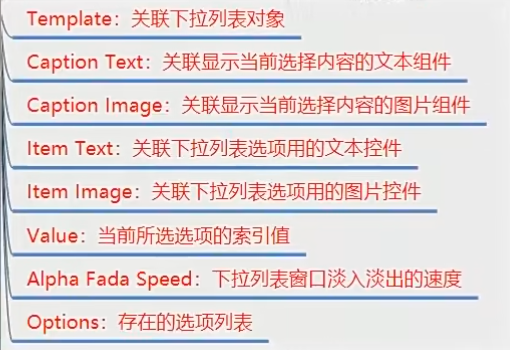 Template：关联下拉列表对象
Caption Text：关联显示当前选择内容的文本组件
Caption Image：关联显示当前选择内容的图片组件
Item Text：关联下拉列表选项用的文本控件
Item Image：关联下拉列表选项用的图片控件
Value：当前所选选项的索引值
Alpha Fada Speed：下拉列表窗口淡入淡出的速度
Options：存在的选项列表